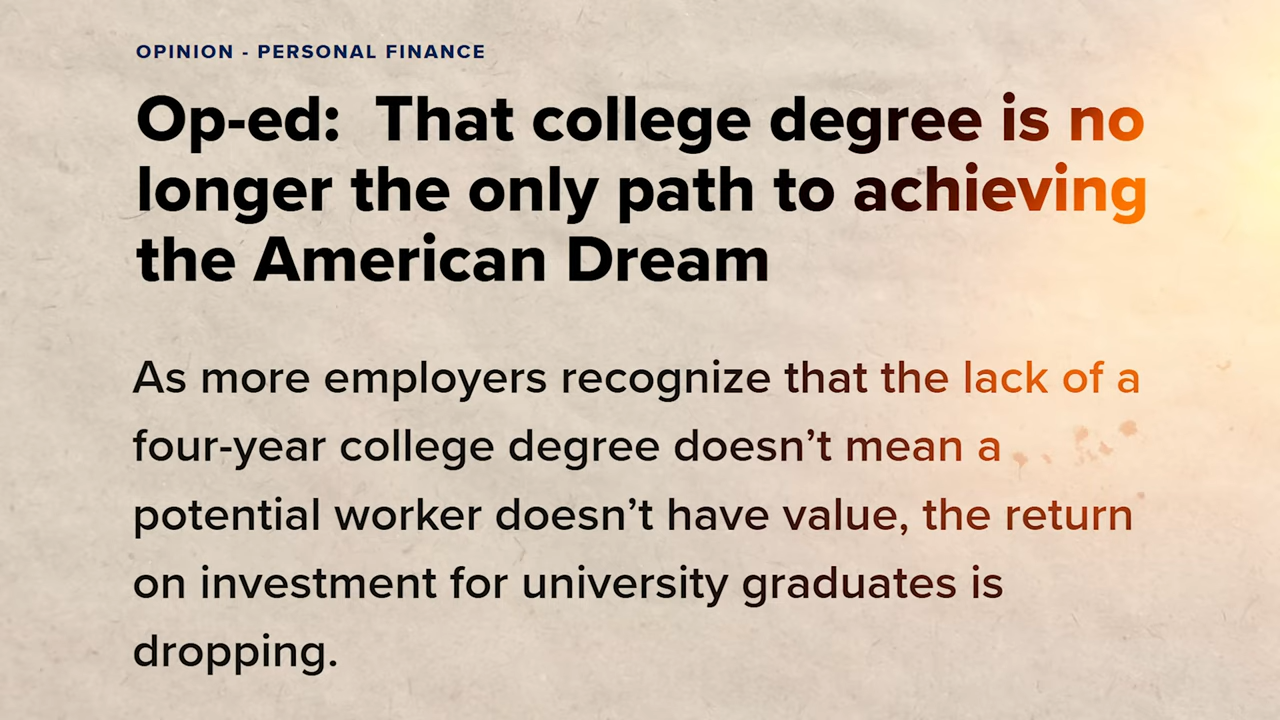 OPINION - PERSONAL FINANCE
Op-ed:  That college degree is no
longer the only path to achieving
the American Dream
As more employers recognize that the lack of a
four-year college degree doesn’t mean a
potential worker doesn’t have value, the return
on investment for university graduates is
dropping.